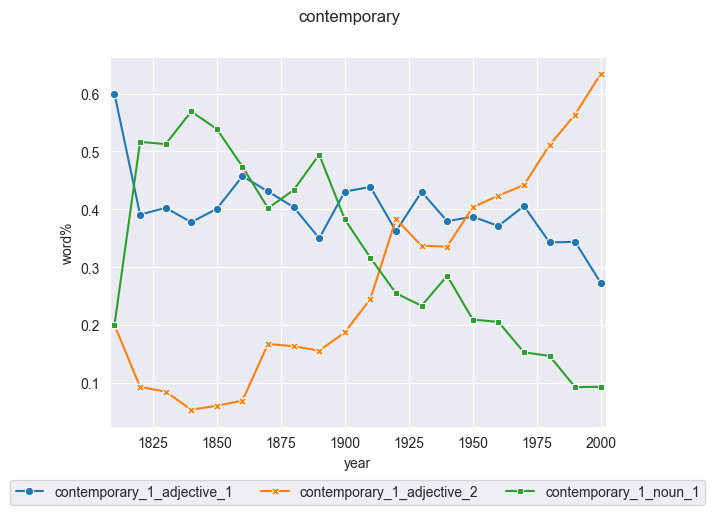 contemporary
0.6
0.5
0.4
0.3
0.2
0.1
word%
1825 1850 1875 1900 1925 1950 1975 2000
year
contemporary_1_adjective_1 contemporary_1_adjective_2 contemporary_1_noun_1